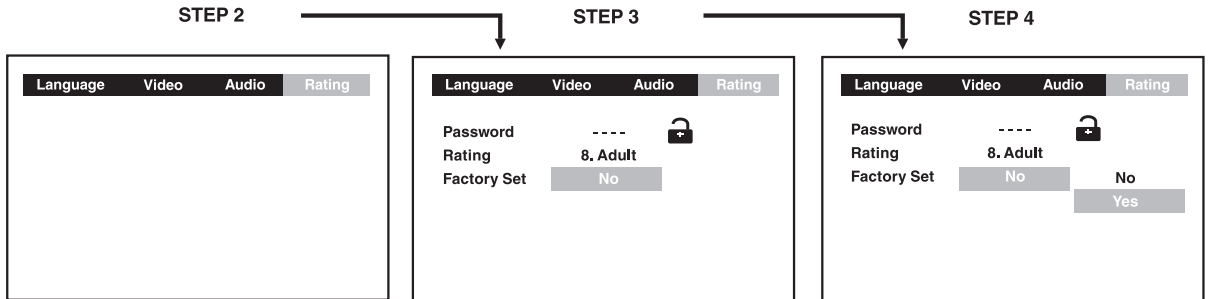 STEP 2
STEP 3
STEP 4
Language Video Audio Rating
Language Video Audio Rating
Password ----
Rating 8. Adult
Factory Set No
Language Video Audio Rating
Password ----
Rating 8. Adult
Factory Set No No
Yes